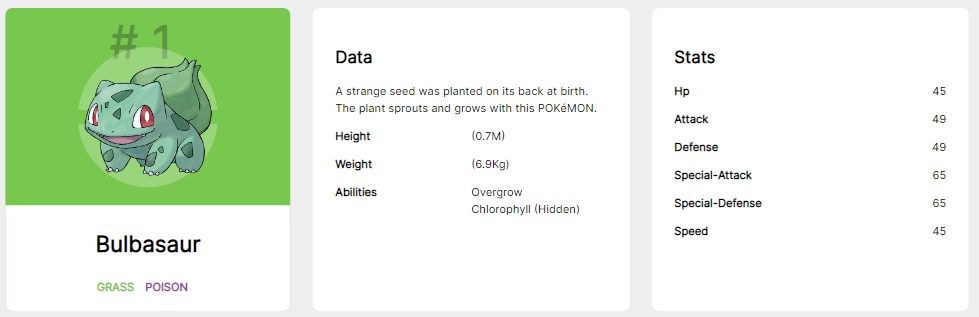 # 1
Bulbasaur
GRASS POISON
Data
A strange seed was planted on its back at birth.
The plant sprouts and grows with this POKéMON.
Height (0.7M)
Weight (6.9Kg)
Abilities Overgrow
Chlorophyll (Hidden)
Stats
Hp 45
Attack 49
Defense 49
Special-Attack 65
Special-Defense 65
Speed 45